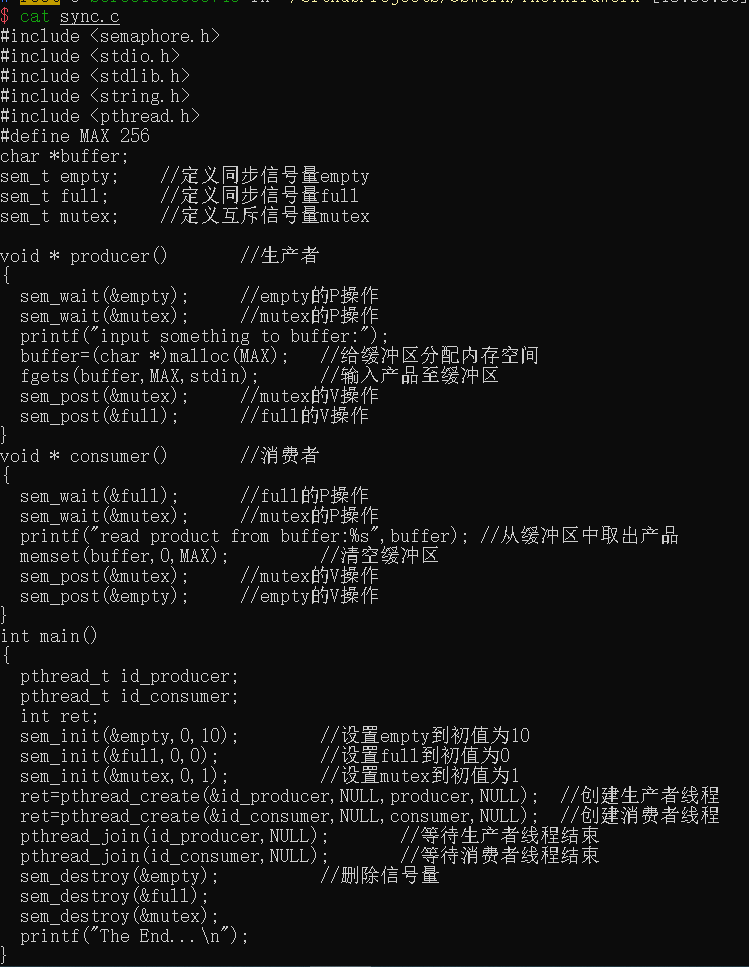 $ cat sync.c
#include <semaphore.h>
#include <stdio.h>
#include <stdlib.h>
#include <string.h>
#include <pthread.h>
#define MAX 256
char *buffer;
sem_t empty;    //定义同步信号量empty
sem_t full;     //定义同步信号量full
sem_t mutex;    //定义互斥信号量mutex

void * producer()       //生产者
{
  sem_wait(&empty);     //empty的P操作
  sem_wait(&mutex);     //mutex的P操作
  printf("input something to buffer:");
  buffer=(char *)malloc(MAX);   //给缓冲区分配内存空间
  fgets(buffer,MAX,stdin);      //输入产品至缓冲区
  sem_post(&mutex);     //mutex的V操作
  sem_post(&full);      //full的V操作
}
void * consumer()       //消费者
{
  sem_wait(&full);      //full的P操作
  sem_wait(&mutex);     //mutex的P操作
  printf("read product from buffer:%s",buffer); //从缓冲区中取出产品
  memset(buffer,0,MAX);         //清空缓冲区
  sem_post(&mutex);     //mutex的V操作
  sem_post(&empty);     //empty的V操作
}
int main()
{
  pthread_t id_producer;
  pthread_t id_consumer;
  int ret;
  sem_init(&empty,0,10);        //设置empty到初值为10
  sem_init(&full,0,0);          //设置full到初值为0
  sem_init(&mutex,0,1);         //设置mutex到初值为1
  ret=pthread_create(&id_producer,NULL,producer,NULL);  //创建生产者线程
  ret=pthread_create(&id_consumer,NULL,consumer,NULL);  //创建消费者线程
  pthread_join(id_producer,NULL);       //等待生产者线程结束
  pthread_join(id_consumer,NULL);       //等待消费者线程结束
  sem_destroy(&empty);          //删除信号量
  sem_destroy(&full);
  sem_destroy(&mutex);
  printf("The End...\n");
}